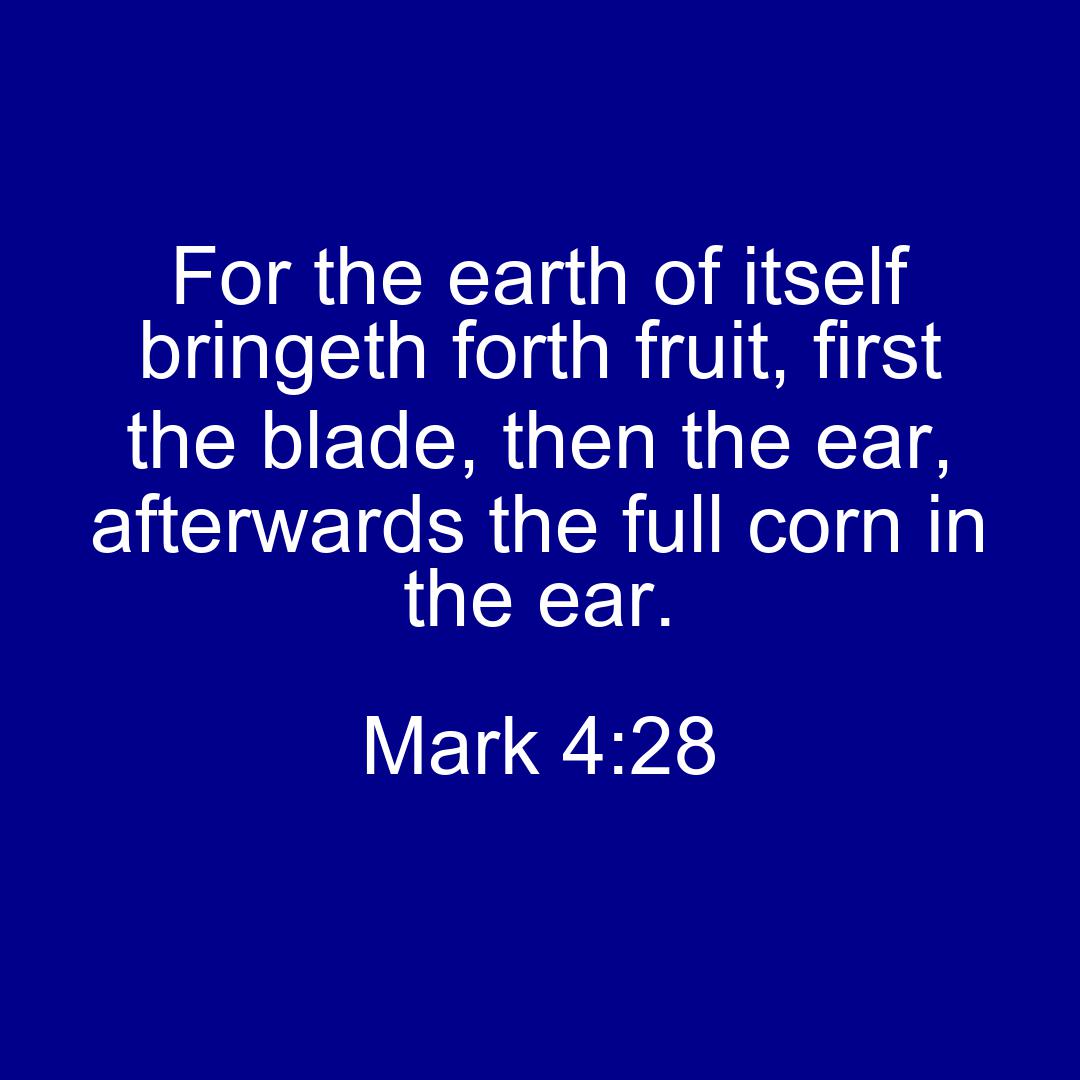 For the earth of itself
bringeth forth fruit, first
the blade, then the ear,
afterwards the full corn in
the ear.
Mark 4:28